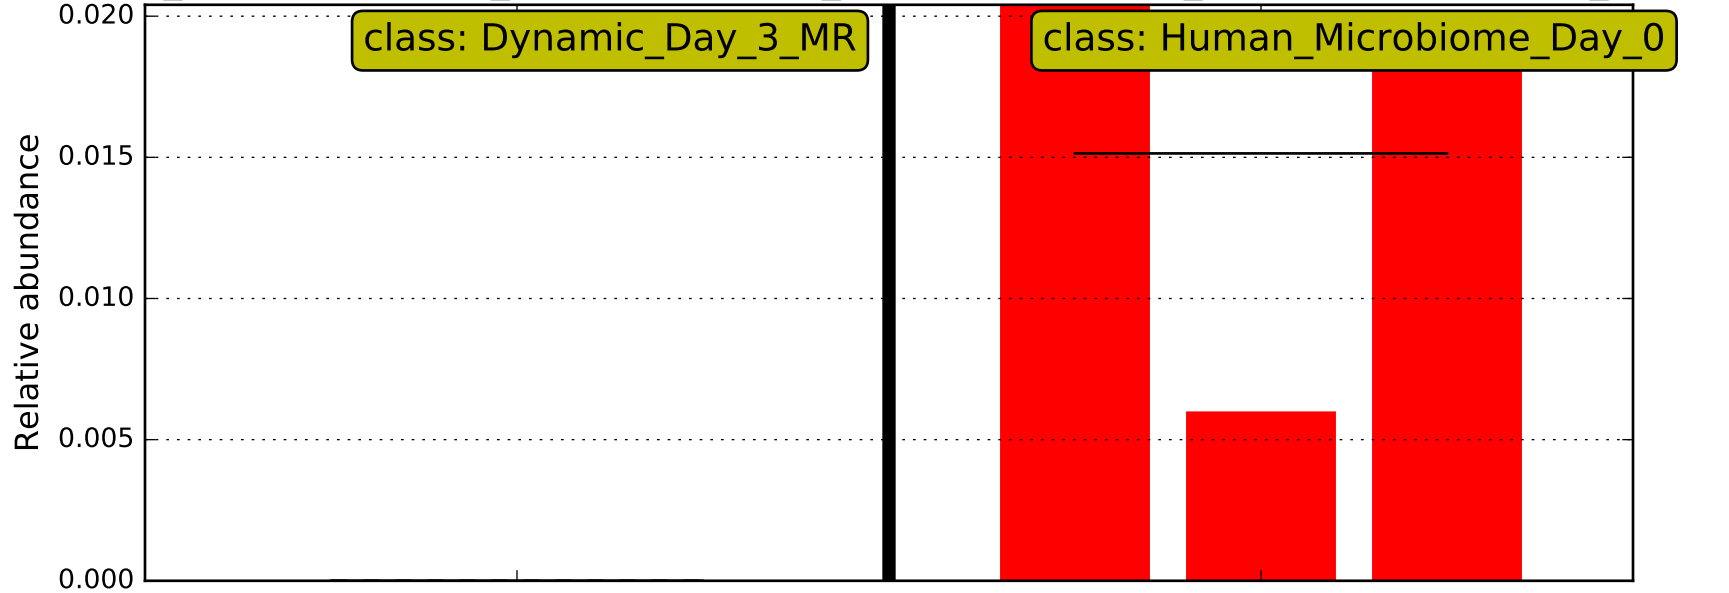 0.020
class: Dynamic_Day_3_MR
class: Human_Microbiome_Day_0
0.015
Relative abundance
0.010
0.005
0.000